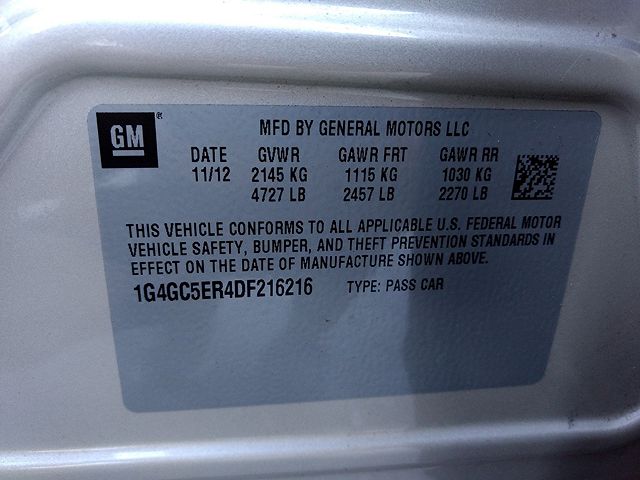 GM®
MFD BY GENERAL MOTORS LLC
DATE GVWR GAWR FRT GAWR RR
11/12 2145 KG 1115 KG 1030 KG
4727 LB 2457 LB 2270 LB
THIS VEHICLE CONFORMS TO ALL APPLICABLE U.S. FEDERAL MOTOR
VEHICLE SAFETY, BUMPER, AND THEFT PREVENTION STANDARDS IN
EFFECT ON THE DATE OF MANUFACTURE SHOWN ABOVE.
1G4GC5ER4DF216216 TYPE: PASS CAR